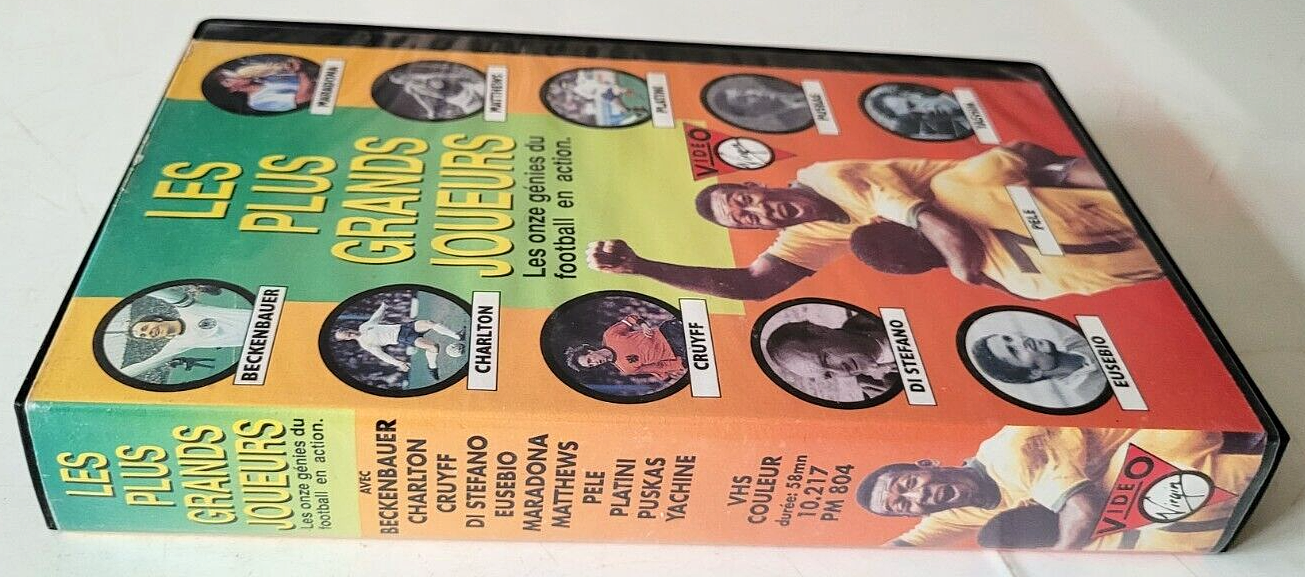 LES
PLUS
GRANDS
JOUEURS
Les onze génies du
football en action.
BECKENBAUER
CHARLTON
CRUYFF
DI STEFANO
EUSEBIO
MARADONA
MATTHEWS
PLATINI
PUSKAS
YACHINE
PELE
VIDEO
Virgin
LES
PLUS
GRANDS
JOUEURS
Les onze génies du
football en action.
AVEC
BECKENBAUER
CHARLTON
CRUYFF
DI STEFANO
EUSEBIO
MARADONA
MATTHEWS
PELE
PLATINI
PUSKAS
YACHINE
VHS
COULEUR
durée: 58mn
10.217
PM 804
VIDEO
Virgin